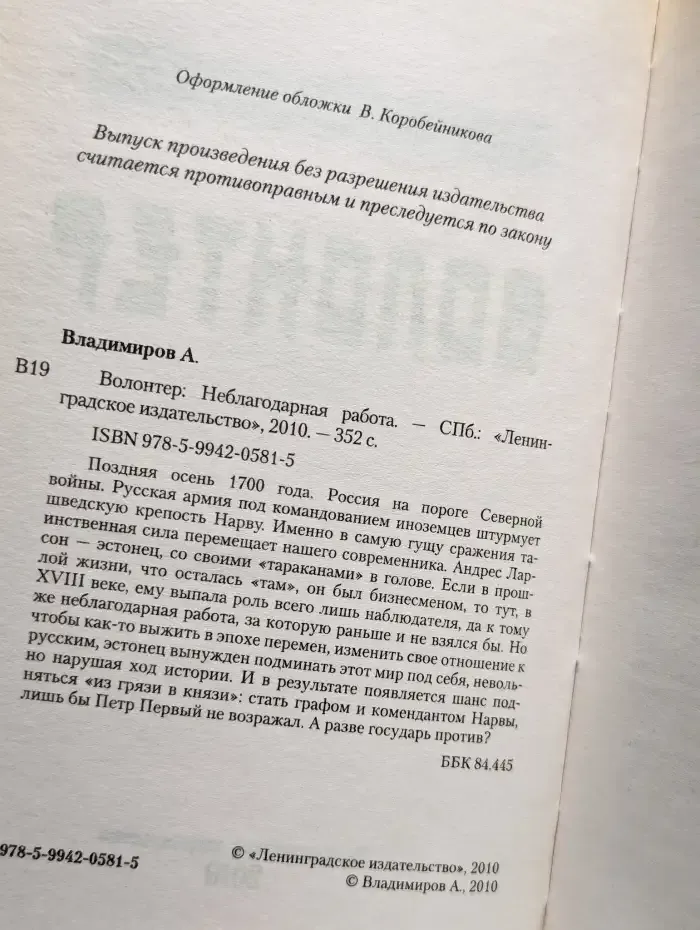 Оформление обложки В. Коробейникова
Выпуск произведения без разрешения издательства
считается противоправным и преследуется по закону
Владимиров А.
В19 Волонтер: Неблагодарная работа. — СПб.: «Ленин-
градское издательство», 2010. — 352 с.
ISBN 978-5-9942-0581-5
Поздняя осень 1700 года. Россия на пороге Северной
войны. Русская армия под командованием иноземцев штурмует
шведскую крепость Нарву. Именно в самую гущу сражения та-
инственная сила перемещает нашего современника. Андрес Лар-
сон — эстонец, со своими «тараканами» в голове. Если в прош-
лой жизни, что осталась «там», он был бизнесменом, то тут, в
XVIII веке, ему выпала роль всего лишь наблюдателя, да к тому
же неблагодарная работа, за которую раньше и не взялся бы. Но
чтобы как-то выжить в эпохе перемен, изменить свое отношение к
русским, эстонец вынужден подминать этот мир под себя, неволь-
но нарушая ход истории. И в результате появляется шанс под-
няться «из грязи в князи»: стать графом и комендантом Нарвы,
лишь бы Петр Первый не возражал. А разве государь против?
ББК 84.445
978-5-9942-0581-5
© «Ленинградское издательство», 2010
© Владимиров А., 2010